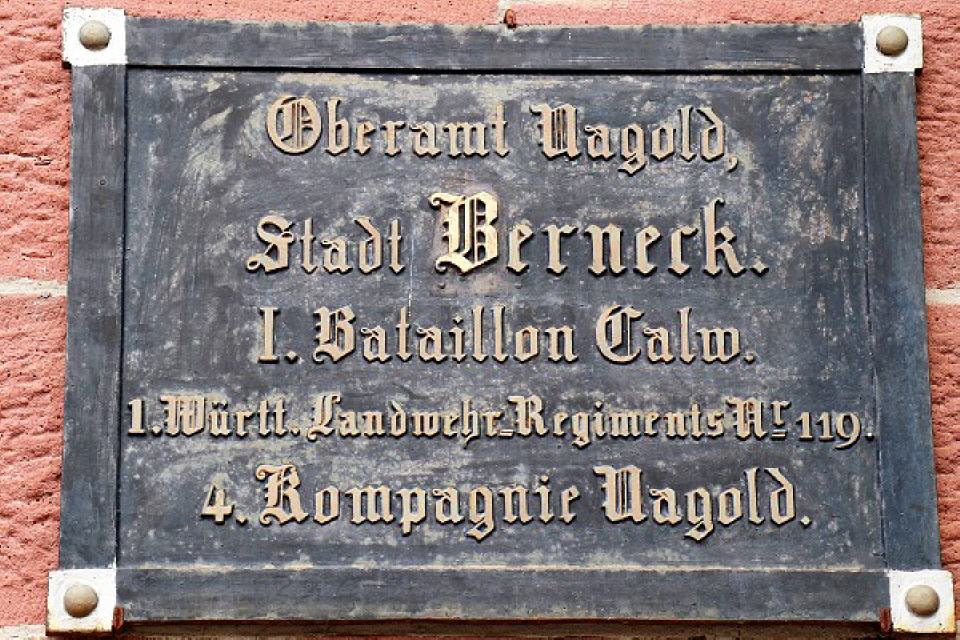 Oberamt Nagold,
Stadt Berneck.
I. Bataillon Calw.
1. Württ. Landwehr-Regiments Nr 119.
4. Kompagnie Nagold.